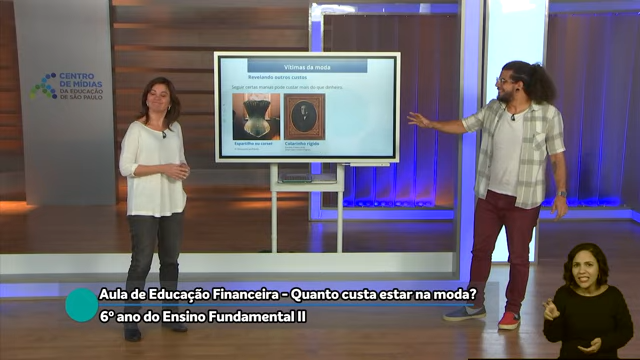 CENTRO
DE MÍDIAS
DA EDUCAÇÃO
DE SÃO PAULO
Vítimas da moda
Revelando outros custos
Seguir certas manias pode custar mais do que dinheiro.
Espartilho ou corset
Colarinho rígido
Aula de Educação Financeira - Quanto custa estar na moda?
6º ano do Ensino Fundamental II